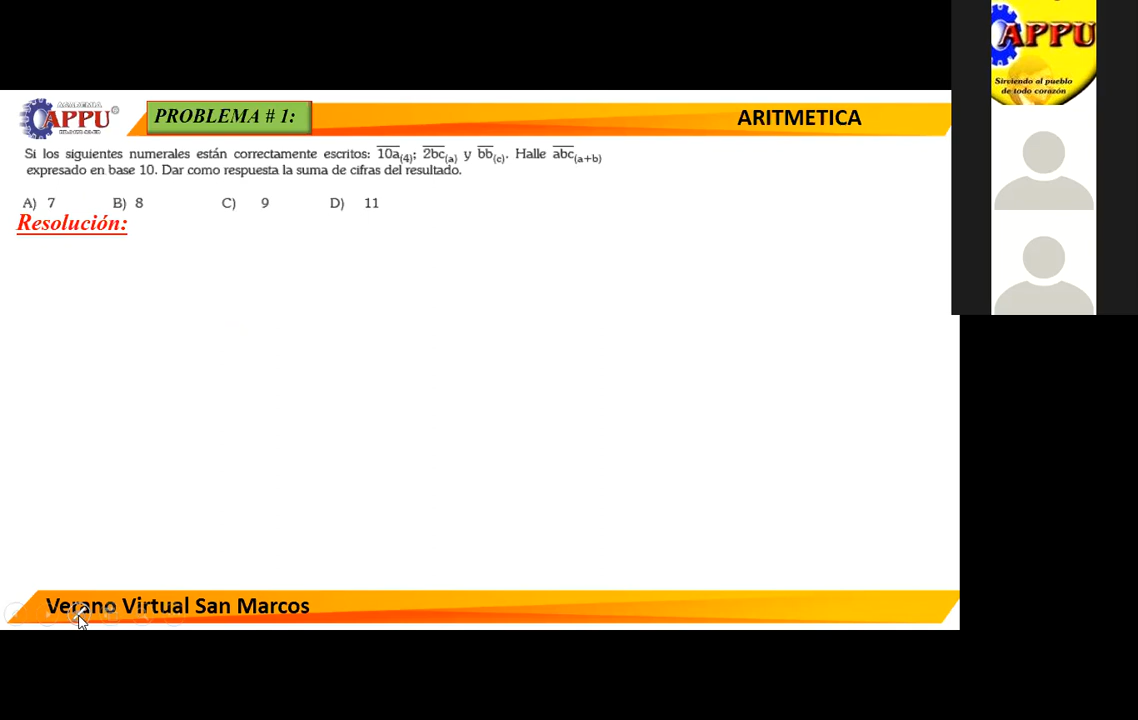 APPU
Sirviendo al pueblo
de todo corazón
ACADEMIA
APPU
PROBLEMA # 1:
ARITMETICA
Si los siguientes numerales están correctamente escritos: 10a(4); 2bc(a) y bb(c). Halle abc(a+b)
expresado en base 10. Dar como respuesta la suma de cifras del resultado.
A) 7 B) 8 C) 9 D) 11
Resolución:
Verano Virtual San Marcos